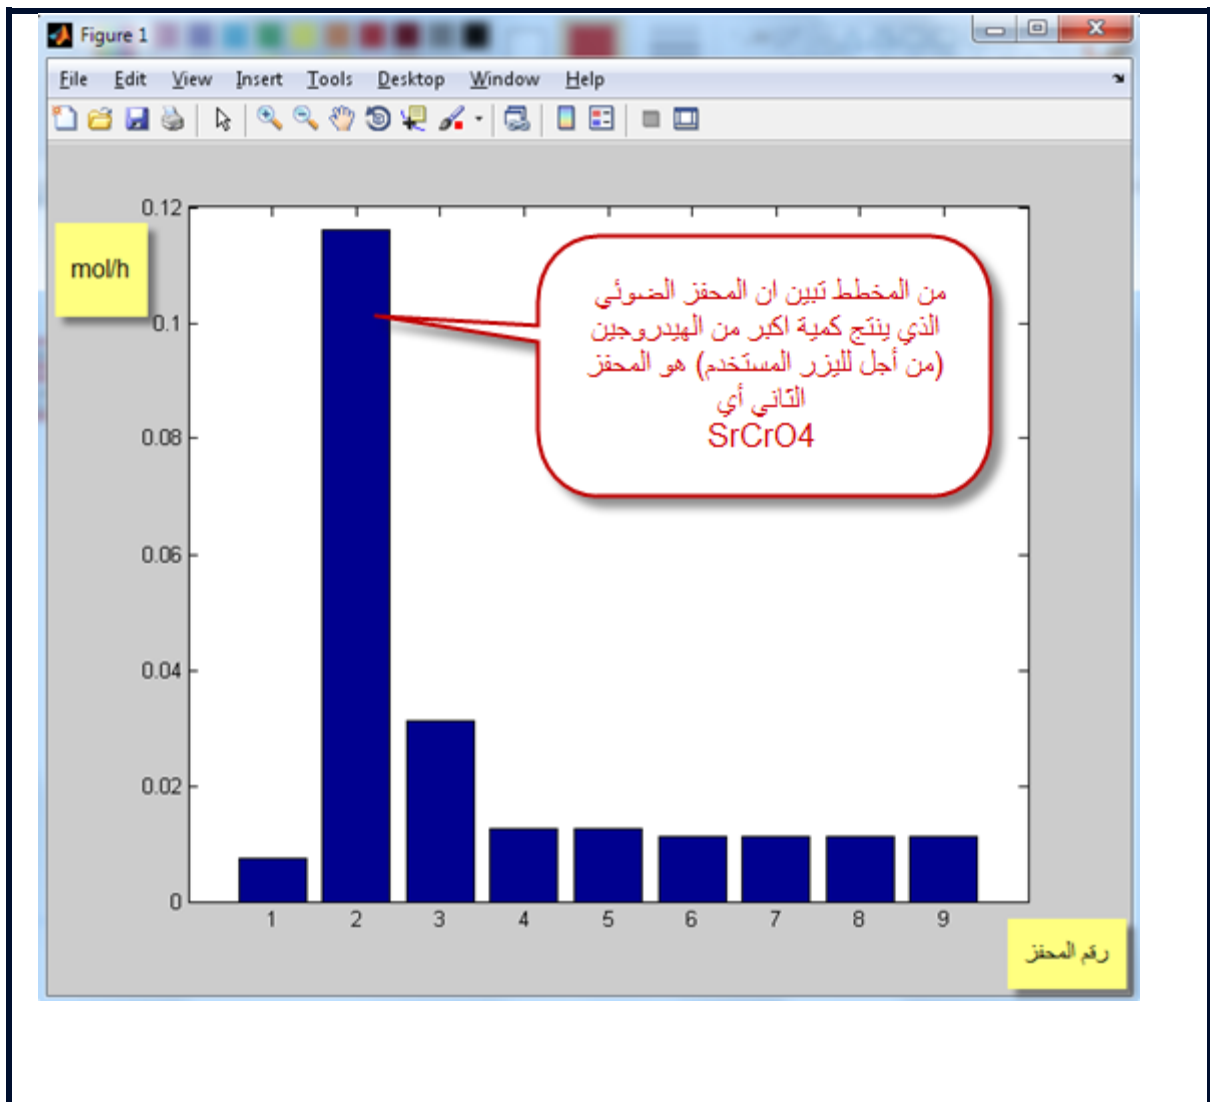 Figure 1
File Edit View Insert Tools Desktop Window Help
0.12
mol/h
0.1
0.08
0.06
0.04
0.02
0
من المخطط تبين ان المحفز الضوئي
الذي ينتج كمية اكبر من الهيدروجين
(من أجل لليزر المستخدم) هو المحفز
الثاني أي
SrCrO4
1 2 3 4 5 6 7 8 9
رقم المحفز